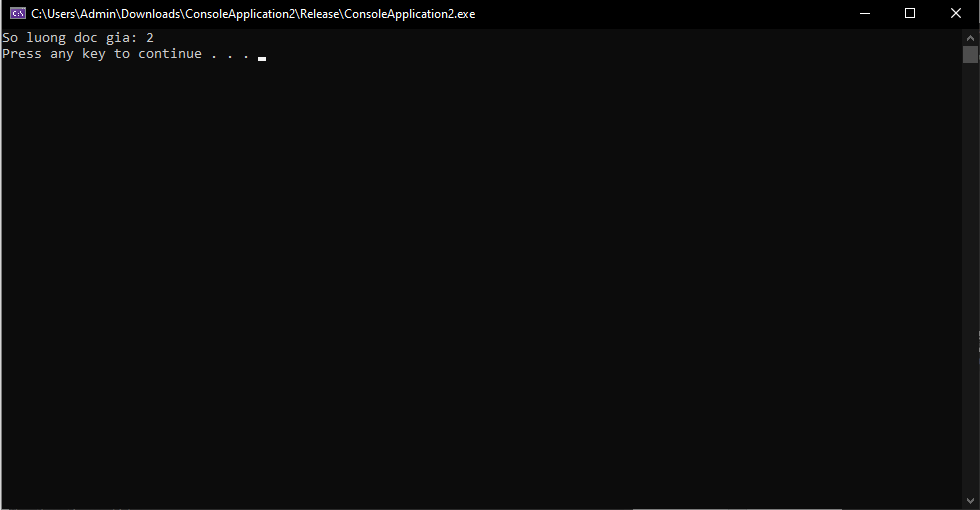 C:\Users\Admin\Downloads\ConsoleApplication2\Release\ConsoleApplication2.exe
So luong doc gia: 2
Press any key to continue . . .